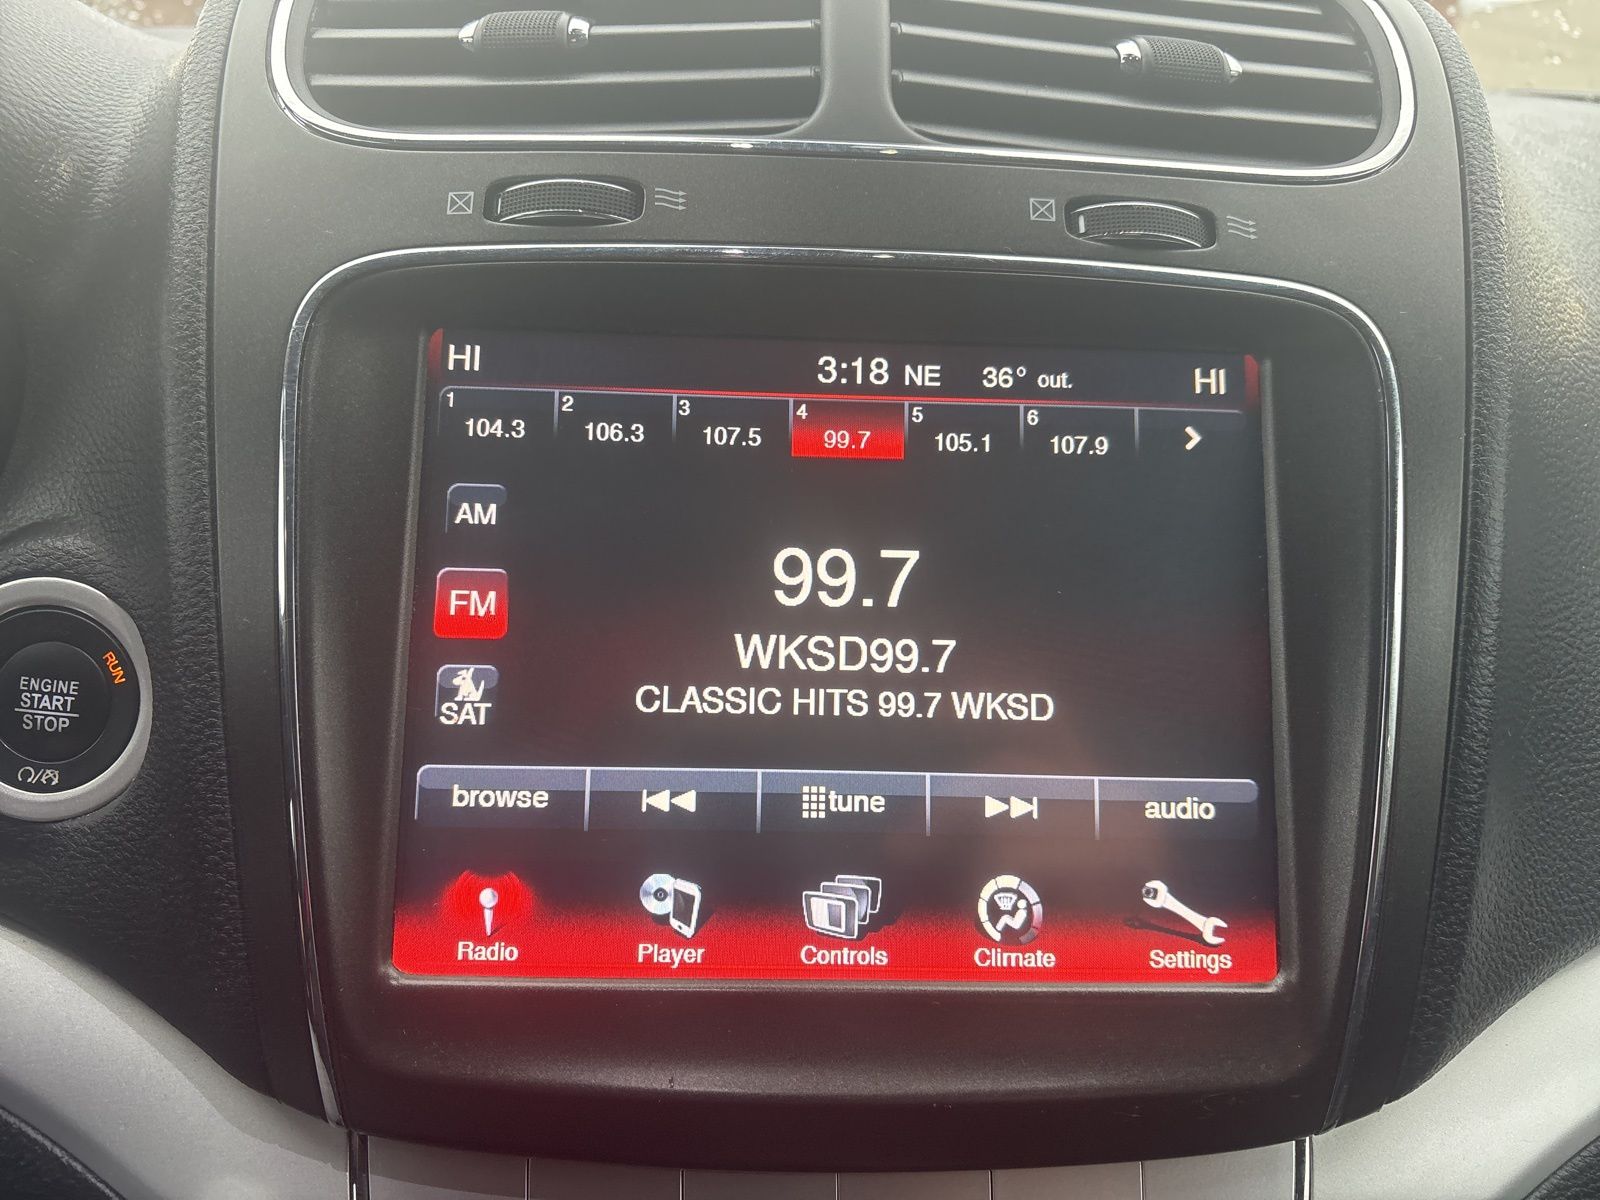 HI 3:18 NE 36° out. HI
1 104.3 2 106.3 3 107.5 4 99.7 5 105.1 6 107.9
AM
99.7
FM
WKSD99.7
CLASSIC HITS 99.7 WKSD
SAT
browse tune audio
Radio Player Controls Climate Settings
RUN
ENGINE
START
STOP